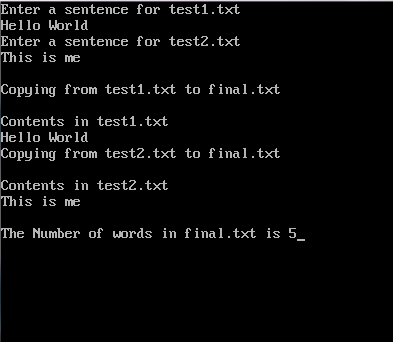 Enter a sentence for test1.txt
Hello World
Enter a sentence for test2.txt
This is me
Copying from test1.txt to final.txt
Contents in test1.txt
Hello World
Copying from test2.txt to final.txt
Contents in test2.txt
This is me
The Number of words in final.txt is 5_